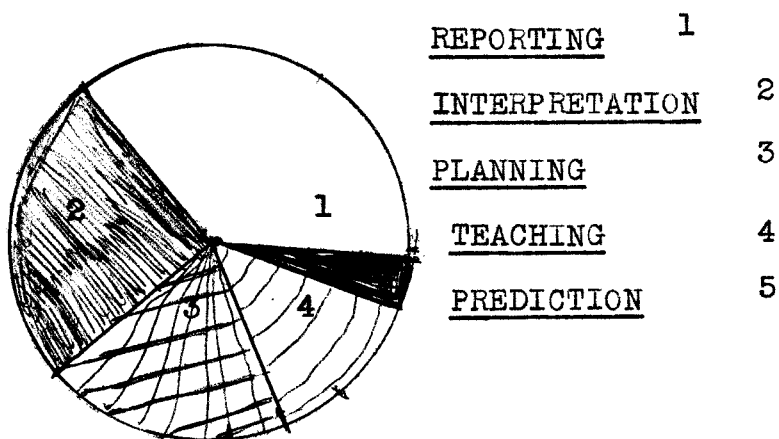 REPORTING 1
INTERPRETATION 2
PLANNING 3
TEACHING 4
PREDICTION 5
1
2
3
4